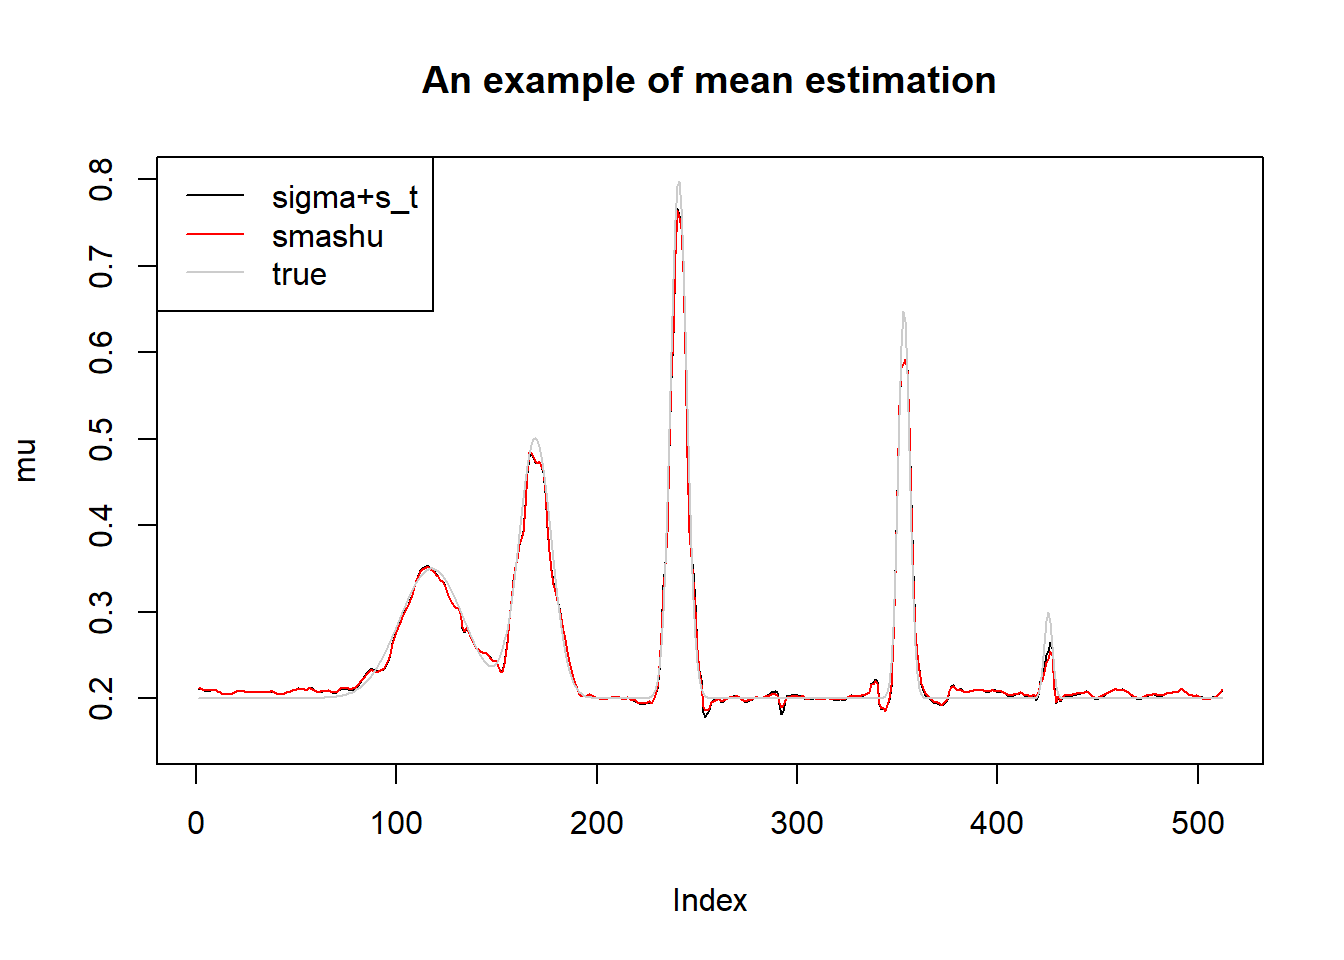 An example of mean estimation
sigma+s_t
smashu
true
mu
0.8
0.7
0.6
0.5
0.4
0.3
0.2
0 100 200 300 400 500
Index